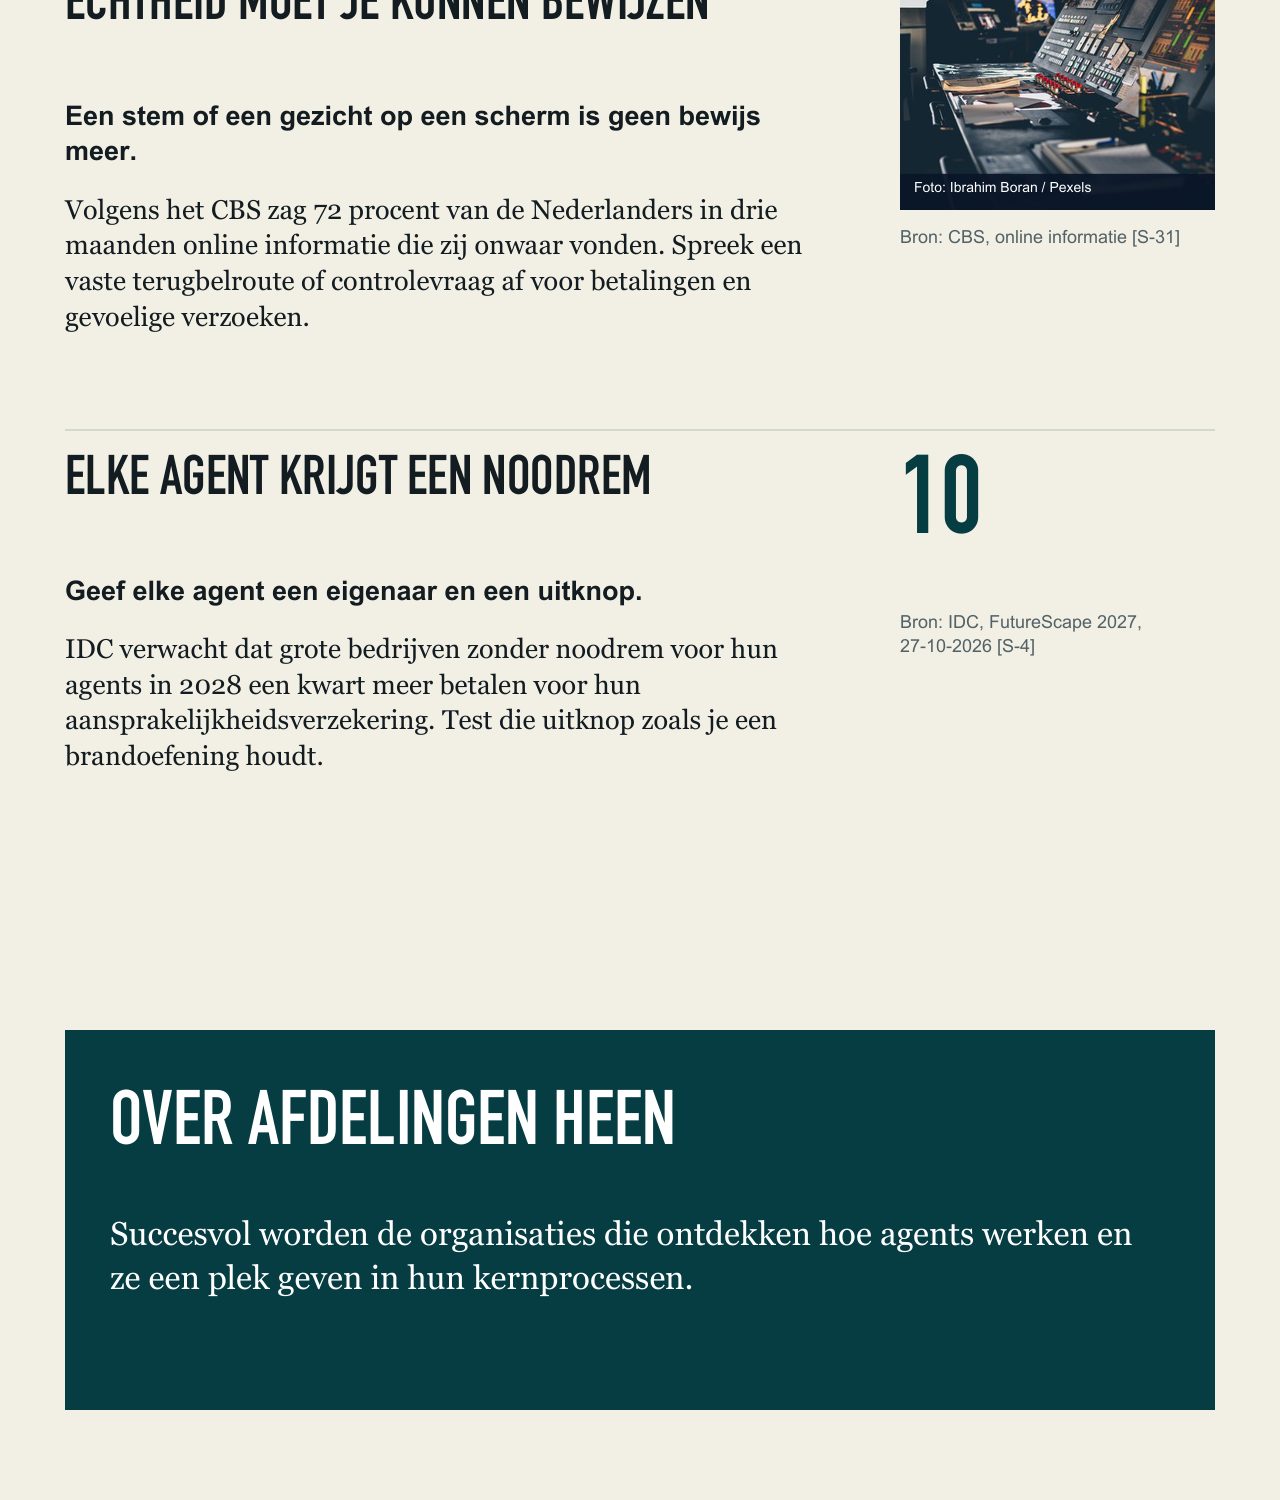 ECHTHEID MOET JE KUNNEN BEWIJZEN
Een stem of een gezicht op een scherm is geen bewijs
meer.
Volgens het CBS zag 72 procent van de Nederlanders in drie
maanden online informatie die zij onwaar vonden. Spreek een
vaste terugbelroute of controlevraag af voor betalingen en
gevoelige verzoeken.
Foto: Ibrahim Boran / Pexels
Bron: CBS, online informatie [S-31]
ELKE AGENT KRIJGT EEN NOODREM
10
Geef elke agent een eigenaar en een uitknop.
IDC verwacht dat grote bedrijven zonder noodrem voor hun
agents in 2028 een kwart meer betalen voor hun
aansprakelijkheidsverzekering. Test die uitknop zoals je een
brandoefening houdt.
Bron: IDC, FutureScape 2027,
27-10-2026 [S-4]
OVER AFDELINGEN HEEN
Succesvol worden de organisaties die ontdekken hoe agents werken en
ze een plek geven in hun kernprocessen.